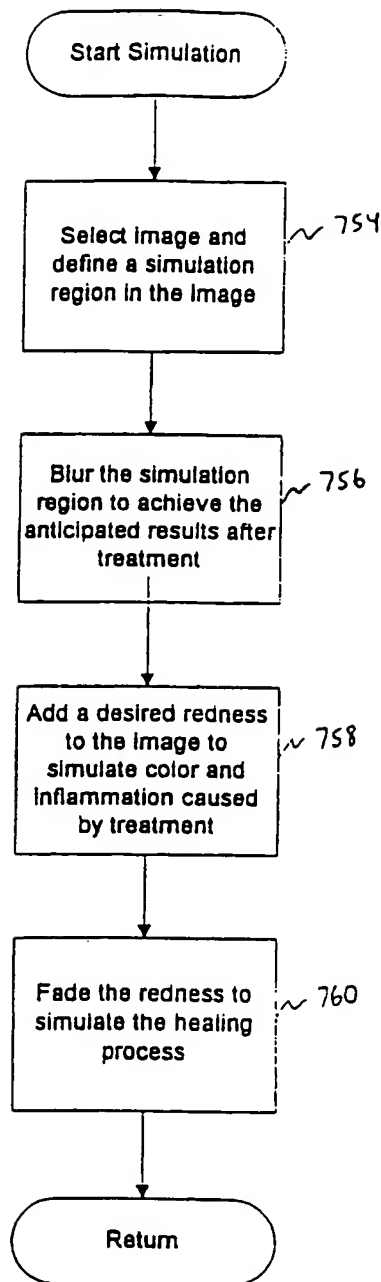 Start Simulation
Select image and
define a simulation
region in the image
754
Blur the simulation
region to achieve the
anticipated results after
treatment
756
Add a desired redness
to the image to
simulate color and
inflammation caused
by treatment
758
Fade the redness to
simulate the healing
process
760
Return